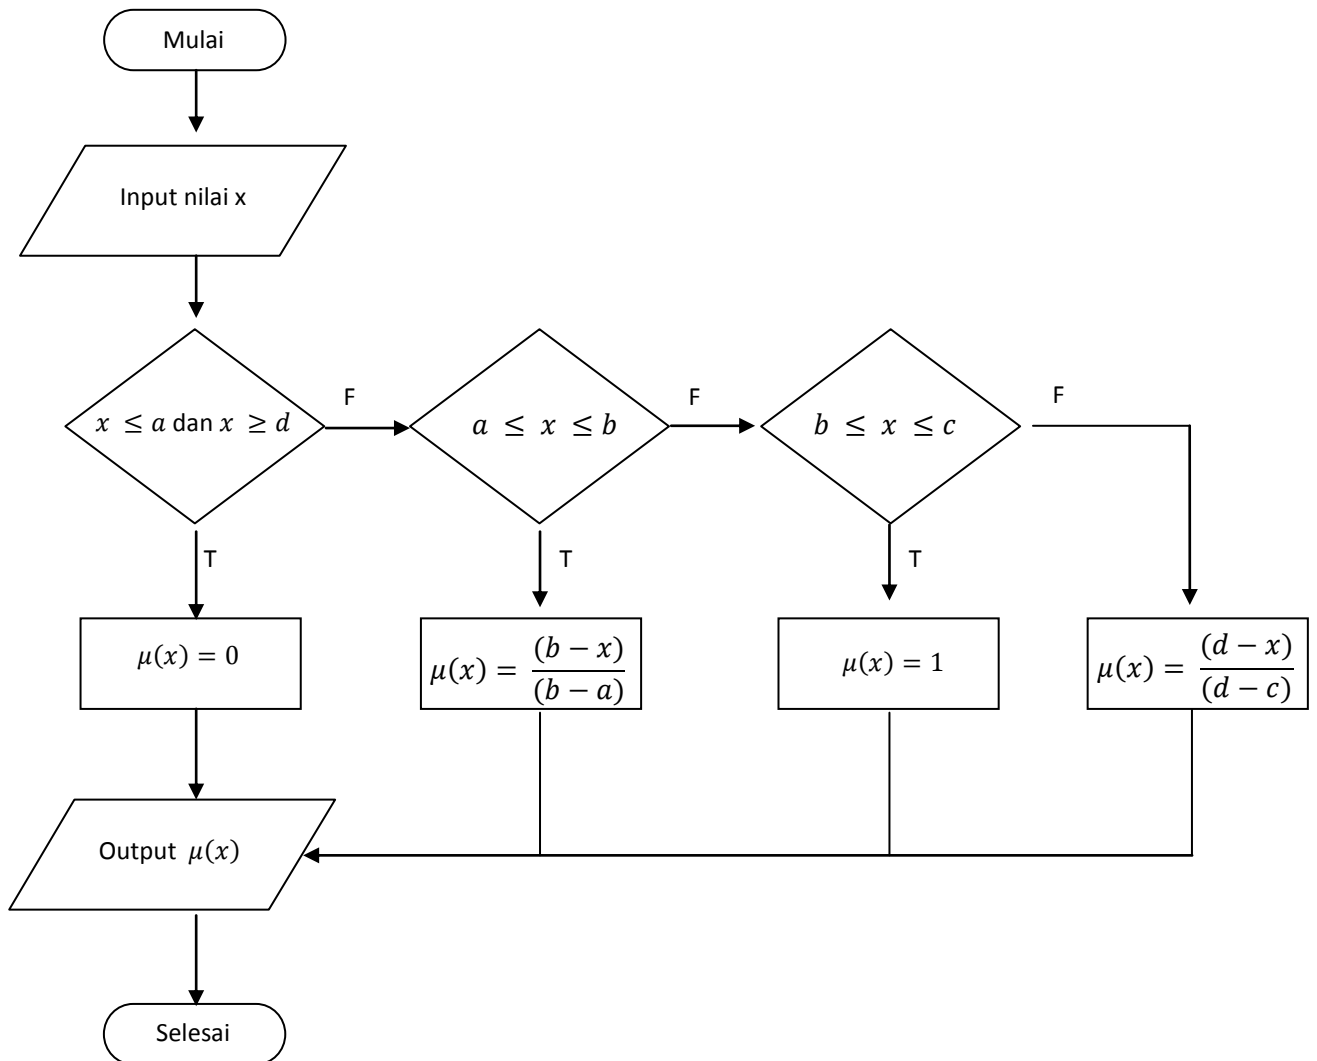 Mulai
Input nilai x
x ≤ a dan x ≥ d
F
a ≤ x ≤ b
F
b ≤ x ≤ c
F
T
T
T
μ(x) = 0
μ(x) = (b − x)/(b − a)
μ(x) = 1
μ(x) = (d − x)/(d − c)
Output μ(x)
Selesai